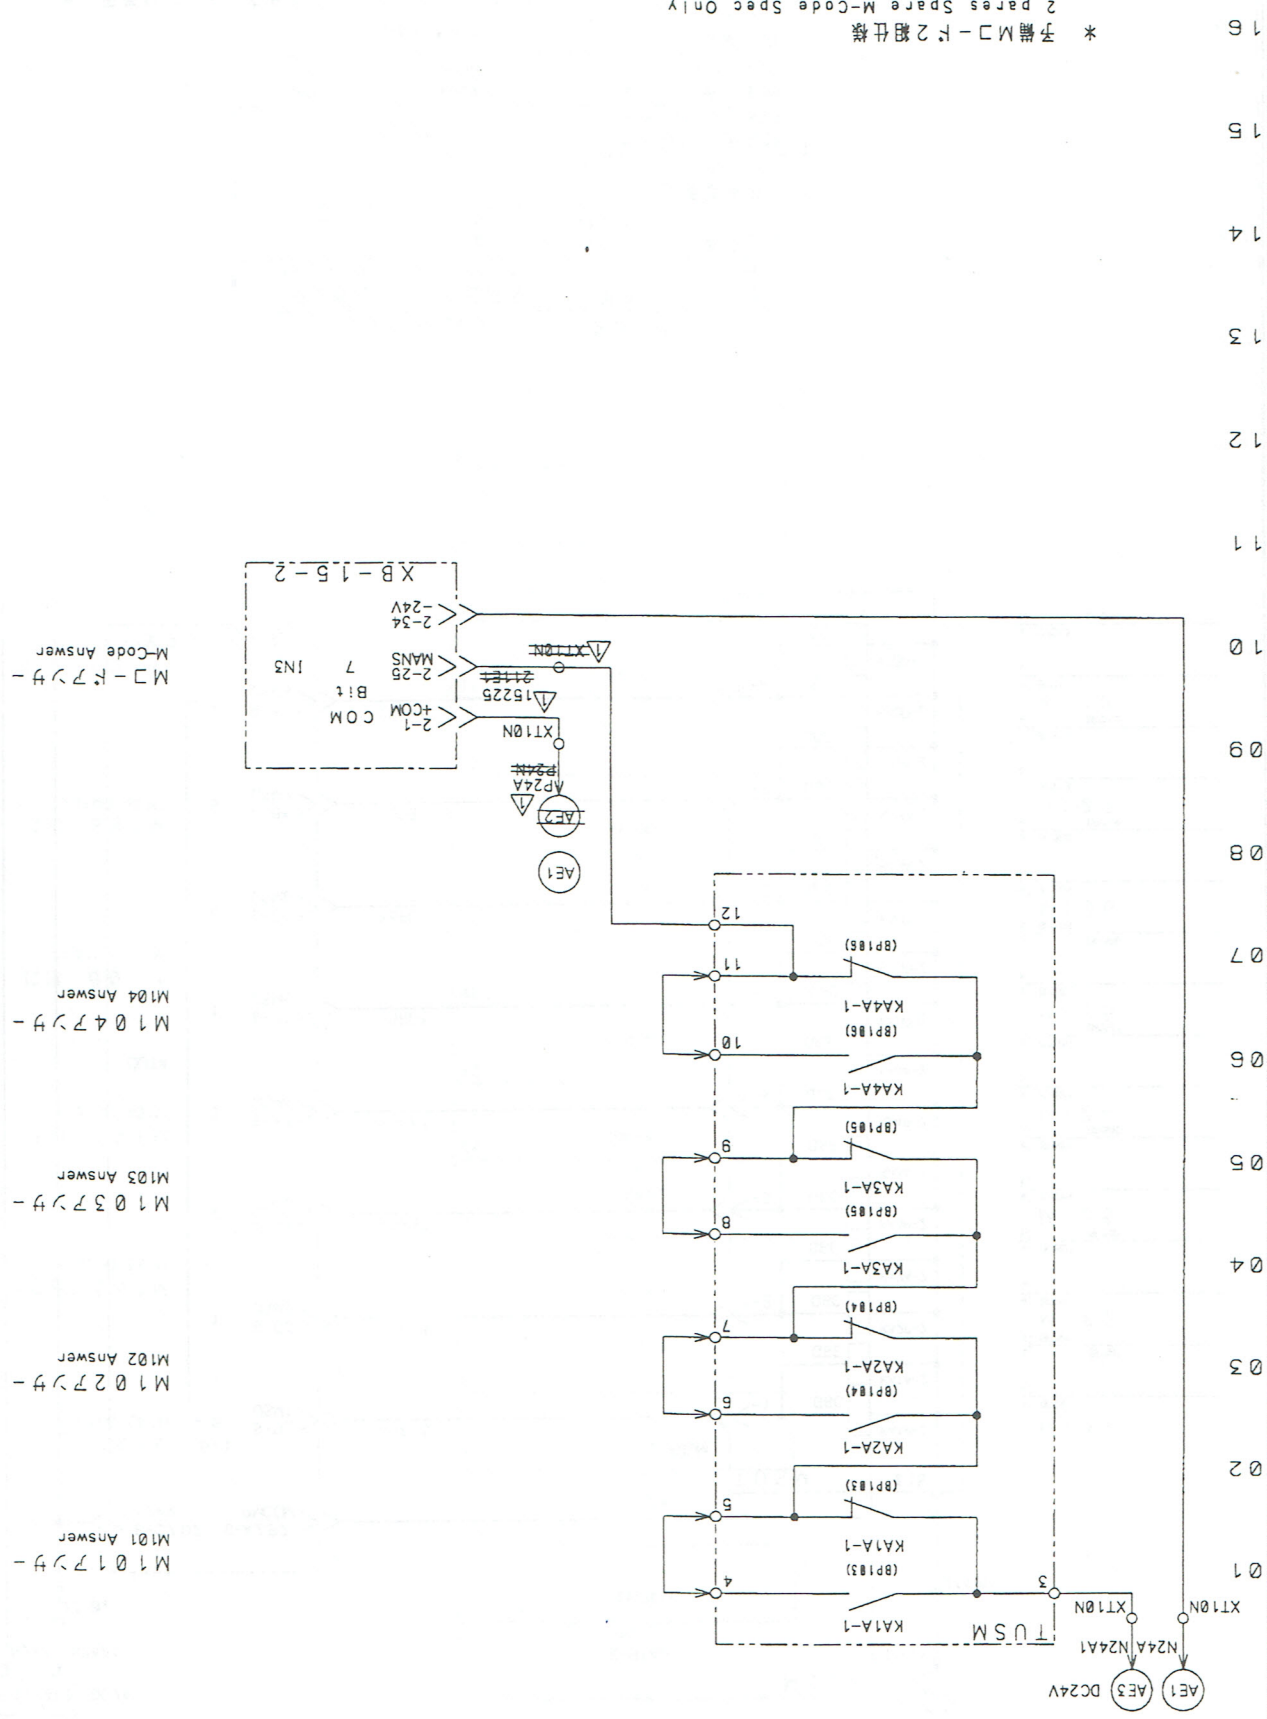 AE1
AE3
DC24V
N24A
N24A1
XT10N
XT10N
TUSM
3
01
KA1A-1
(BP103)
4
M101アンサー
M101 Answer
KA1A-1
(BP103)
5
02
KA2A-1
(BP104)
6
03
KA2A-1
(BP104)
7
M102アンサー
M102 Answer
04
KA3A-1
(BP105)
8
KA3A-1
(BP105)
9
05
M103アンサー
M103 Answer
06
KA4A-1
(BP106)
10
KA4A-1
(BP106)
11
12
07
M104アンサー
M104 Answer
08
AE1
AE2
1
P24A
P24N
09
XT10N
2-1
+COM
COM
1
15225
211E1
2-25
MANS
Bit
7
IN3
1
XT10N
10
Mコードアンサー
M-Code Answer
2-34
-24V
XB-15-2
11
12
13
14
15
16
* 予備Mコード2組仕様
2 pares Spare M-Code Spec Only